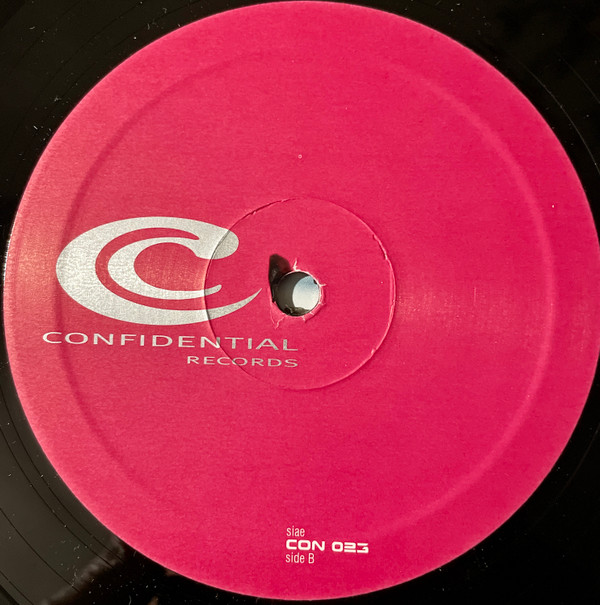 CONFIDENTIAL
RECORDS
siae
CON 023
side B